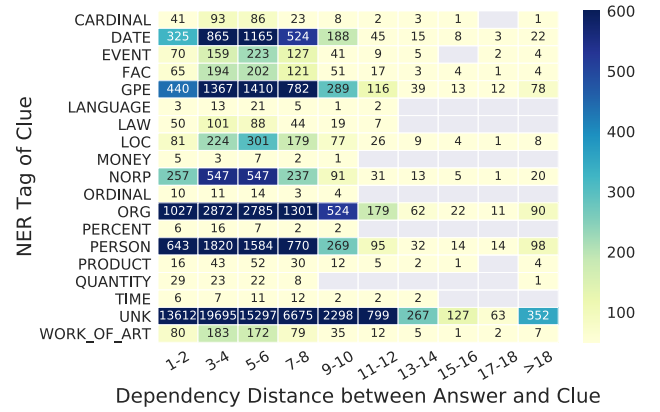 CARDINAL 41 93 86 23 8 2 3 1 1
DATE 325 865 1165 524 188 45 15 8 3 22
EVENT 70 159 223 127 41 9 5 2 4
FAC 65 194 202 121 51 17 3 4 1 4
GPE 440 1367 1410 782 289 116 39 13 12 78
LANGUAGE 3 13 21 5 1 2
LAW 50 101 88 44 19 7
LOC 81 224 301 179 77 26 9 4 1 8
MONEY 5 3 7 2 1
NORP 257 547 547 237 91 31 13 5 1 20
ORDINAL 10 11 14 3 4
ORG 1027 2872 2785 1301 524 179 62 22 11 90
PERCENT 6 16 7 2 2
PERSON 643 1820 1584 770 269 95 32 14 14 98
PRODUCT 16 43 52 30 12 5 2 1 4
QUANTITY 29 23 22 8 1
TIME 6 7 11 12 2 2 2
UNK 13612 19695 15297 6675 2298 799 267 127 63 352
WORK_OF_ART 80 183 172 79 35 12 5 1 2 7
1-2 3-4 5-6 7-8 9-10 11-12 13-14 15-16 17-18 >18
Dependency Distance between Answer and Clue
NER Tag of Clue
600
500
400
300
200
100